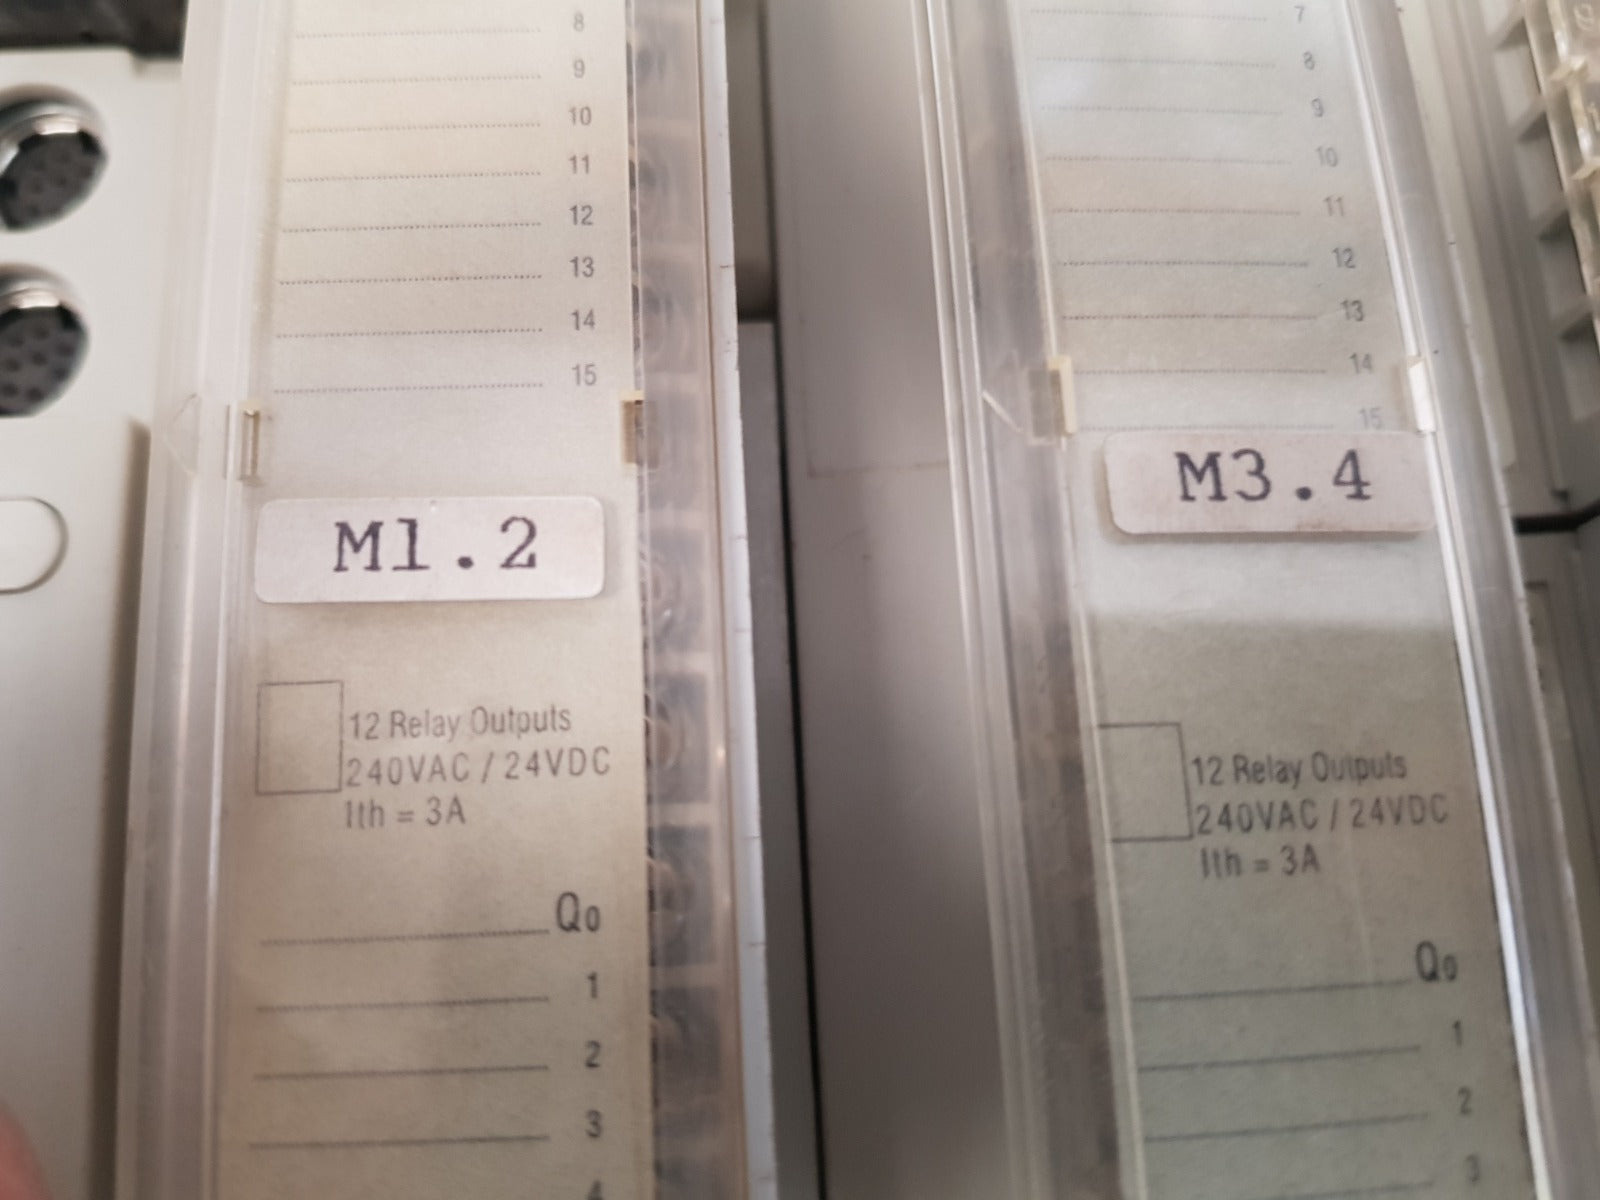 8
9
10
11
12
13
14
15
M1.2
12 Relay Outputs
240VAC / 24VDC
Ith = 3A
Q0
1
2
3
4
7
8
9
10
11
12
13
14
15
M3.4
12 Relay Outputs
240VAC / 24VDC
Ith = 3A
Q0
1
2
3